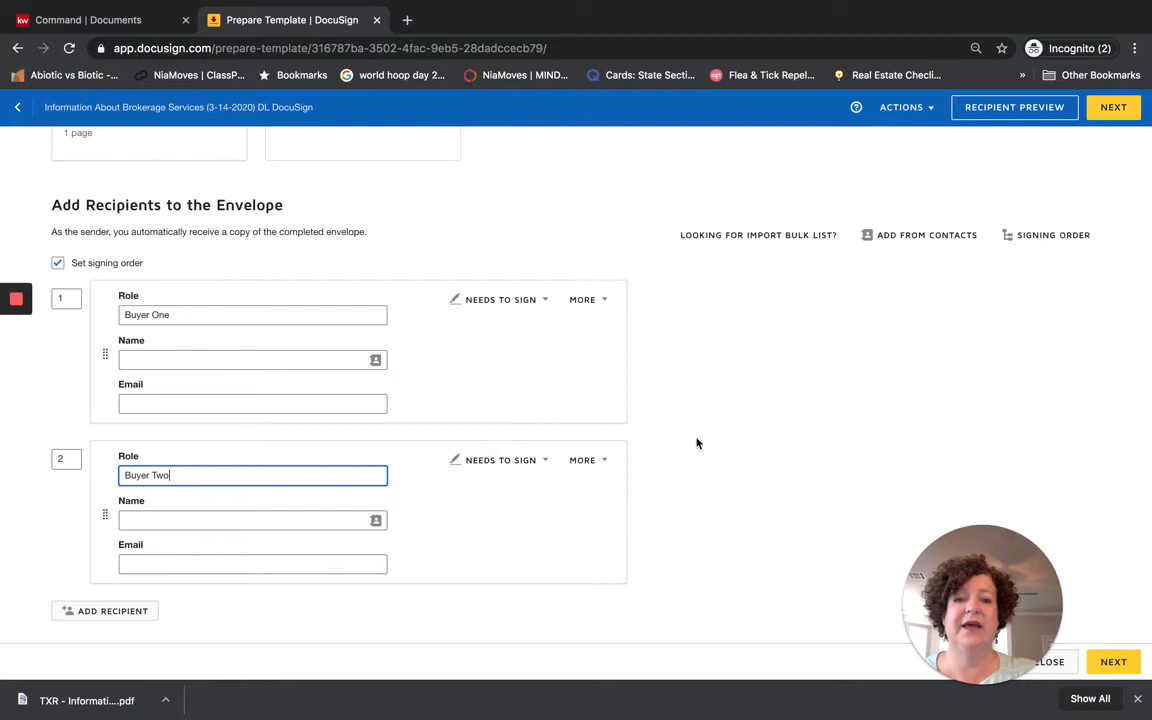 Command | Documents
Prepare Template | DocuSign
app.docusign.com/prepare-template/316787ba-3502-4fac-9eb5-28dadccecb79/
Incognito (2)
Abiotic vs Biotic -...
NiaMoves | ClassP...
Bookmarks
world hoop day 2...
NiaMoves | MIND...
Cards: State Secti...
Flea & Tick Repel...
Real Estate Checkli...
»
Other Bookmarks
Information About Brokerage Services (3-14-2020) DL DocuSign
ACTIONS
RECIPIENT PREVIEW
NEXT
1 page
Add Recipients to the Envelope
As the sender, you automatically receive a copy of the completed envelope.
LOOKING FOR IMPORT BULK LIST?
ADD FROM CONTACTS
SIGNING ORDER
Set signing order
1
Role
NEEDS TO SIGN
MORE
Buyer One
Name
Email
2
Role
NEEDS TO SIGN
MORE
Buyer Two
Name
Email
ADD RECIPIENT
NEXT
TXR - Informati....pdf
Show All